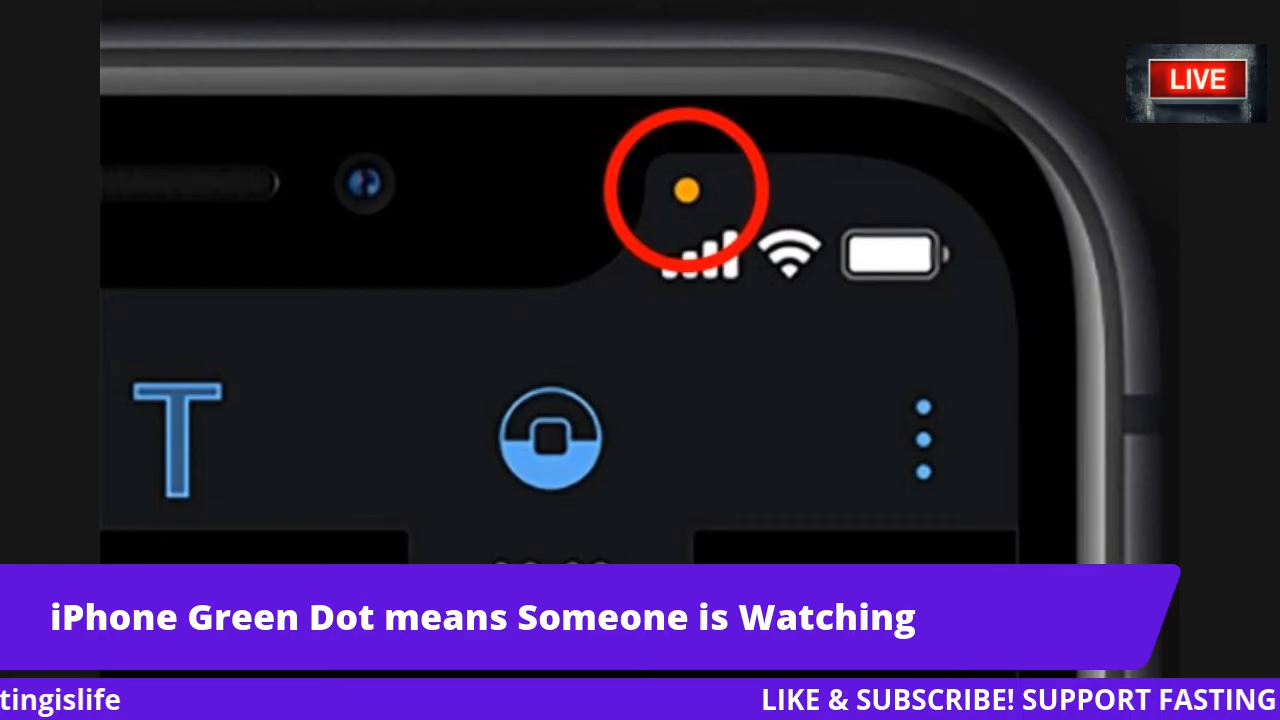 LIVE
T
iPhone Green Dot means Someone is Watching
tingislife
LIKE & SUBSCRIBE! SUPPORT FASTING